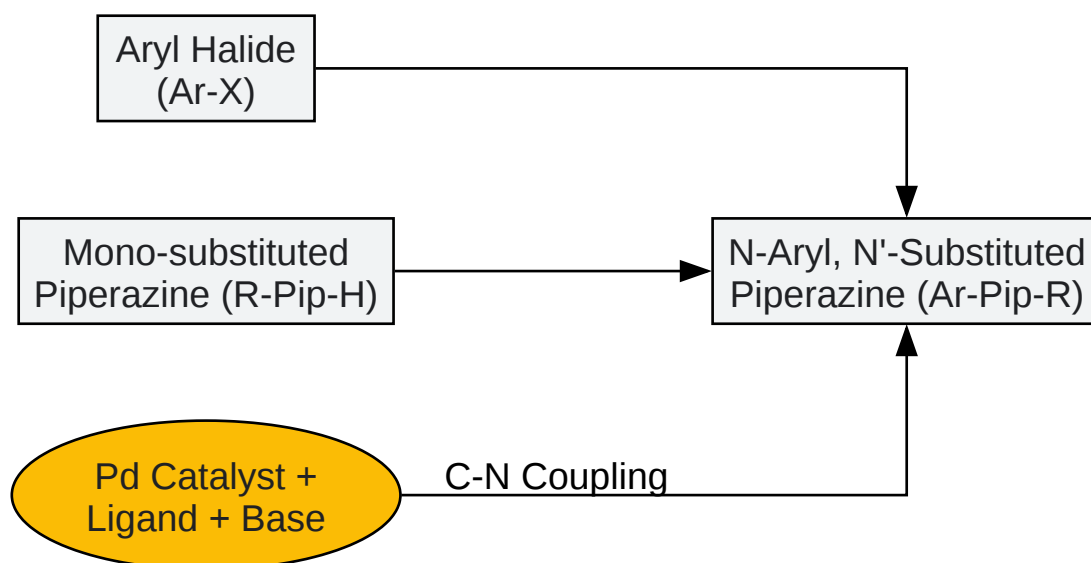 Aryl Halide
(Ar-X)
Mono-substituted
Piperazine (R-Pip-H)
N-Aryl, N'-Substituted
Piperazine (Ar-Pip-R)
Pd Catalyst +
Ligand + Base
C-N Coupling